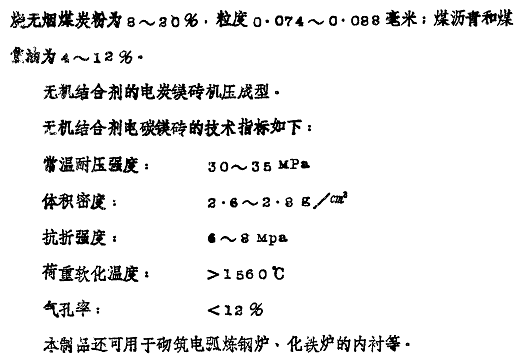 烧无烟煤炭粉为8～20%，粒度0.074～0.088毫米；煤沥青和煤
焦油为4～12%。
无机结合剂的电炭镁砖机压成型。
无机结合剂电碳镁砖的技术指标如下：
常温耐压强度： 30～35 MPa
体积密度： 2.6～2.8 g/cm³
抗折强度： 6～8 Mpa
荷重软化温度： >1560℃
气孔率： <12%
本制品还可用于砌筑电弧炼钢炉、化铁炉的内衬等。